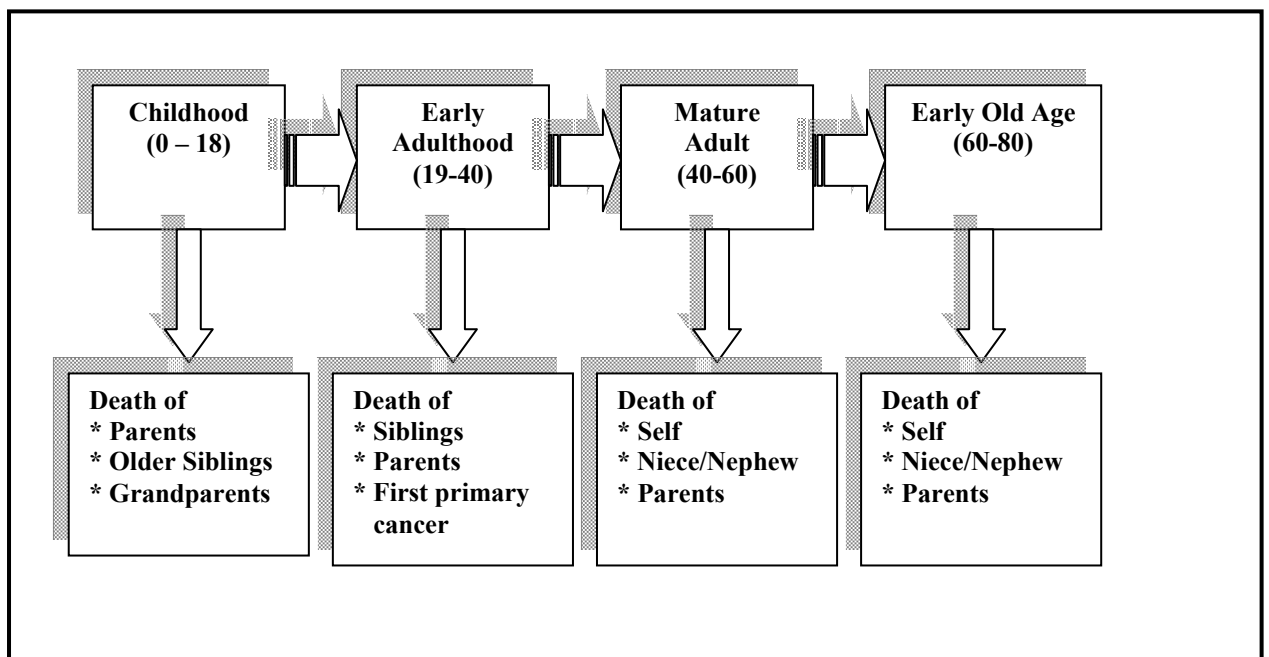 Childhood
(0 – 18)
Early
Adulthood
(19-40)
Mature
Adult
(40-60)
Early Old Age
(60-80)
Death of
* Parents
* Older Siblings
* Grandparents
Death of
* Siblings
* Parents
* First primary
cancer
Death of
* Self
* Niece/Nephew
* Parents
Death of
* Self
* Niece/Nephew
* Parents